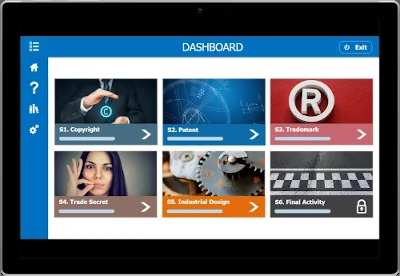 DASHBOARD
Exit
S1. Copyright
S2. Patent
S3. Trademark
S4. Trade Secret
S5. Industrial Design
S6. Final Activity